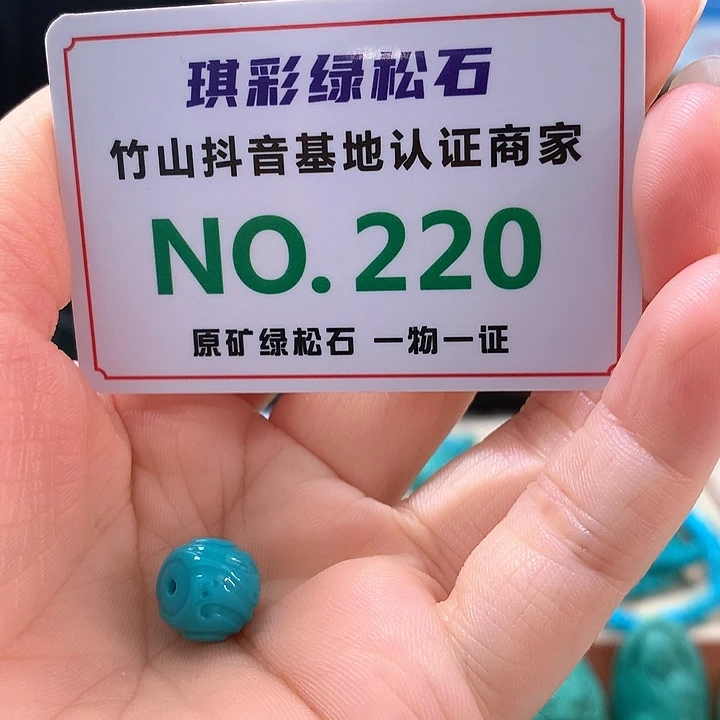 琪彩绿松石
竹山抖音基地认证商家
NO.220
原矿绿松石 一物一证